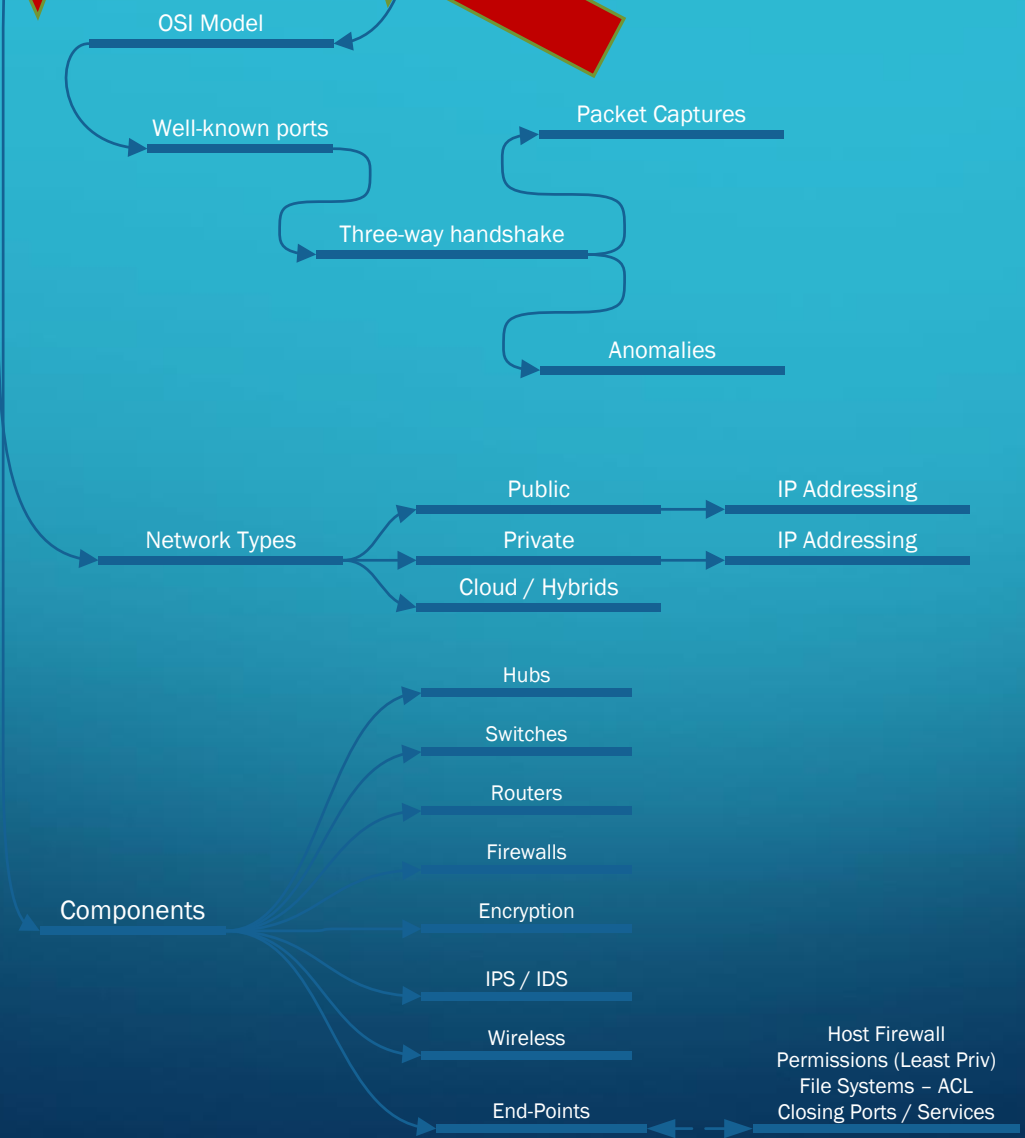 OSI Model
Well-known ports
Packet Captures
Three-way handshake
Anomalies
Public
IP Addressing
Network Types
Private
IP Addressing
Cloud / Hybrids
Hubs
Switches
Routers
Firewalls
Components
Encryption
IPS / IDS
Wireless
End-Points
Host Firewall
Permissions (Least Priv)
File Systems – ACL
Closing Ports / Services